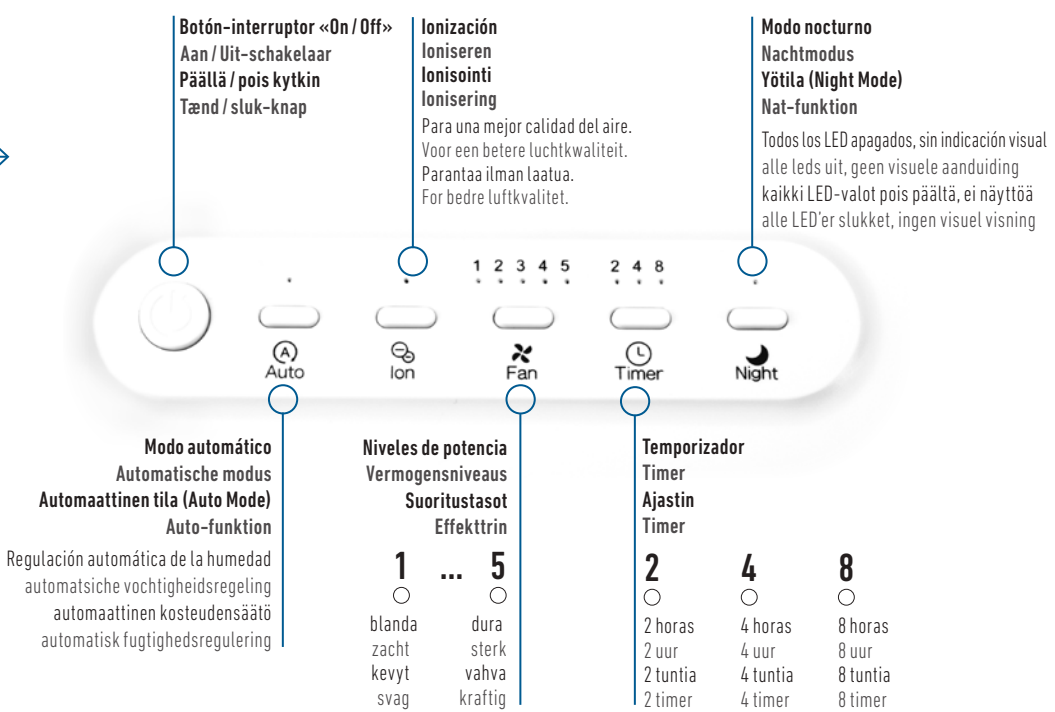 Botón-interruptor «On / Off»
Aan / Uit-schakelaar
Päällä / pois kytkin
Tænd / sluk-knap
Ionización
Ioniseren
Ionisointi
Ionisering
Para una mejor calidad del aire.
Voor een betere luchtkwaliteit.
Parantaa ilman laatua.
For bedre luftkvalitet.
Modo nocturno
Nachtmodus
Yötila (Night Mode)
Nat-funktion
Todos los LED apagados, sin indicación visual
alle leds uit, geen visuele aanduiding
kaikki LED-valot pois päältä, ei näyttöä
alle LED'er slukket, ingen visuel visning
1 2 3 4 5
2 4 8
A
Auto
Ion
Fan
Timer
Night
Modo automático
Automatische modus
Automaattinen tila (Auto Mode)
Auto-funktion
Regulación automática de la humedad
automatsiche vochtigheidsregeling
automaattinen kosteudensäätö
automatisk fugtighedsregulering
Niveles de potencia
Vermogensniveaus
Suoritustasot
Effekttrin
1 ... 5
blanda dura
zacht sterk
kevyt vahva
svag kraftig
Temporizador
Timer
Ajastin
Timer
2 4 8
2 horas 4 horas 8 horas
2 uur 4 uur 8 uur
2 tuntia 4 tuntia 8 tuntia
2 timer 4 timer 8 timer